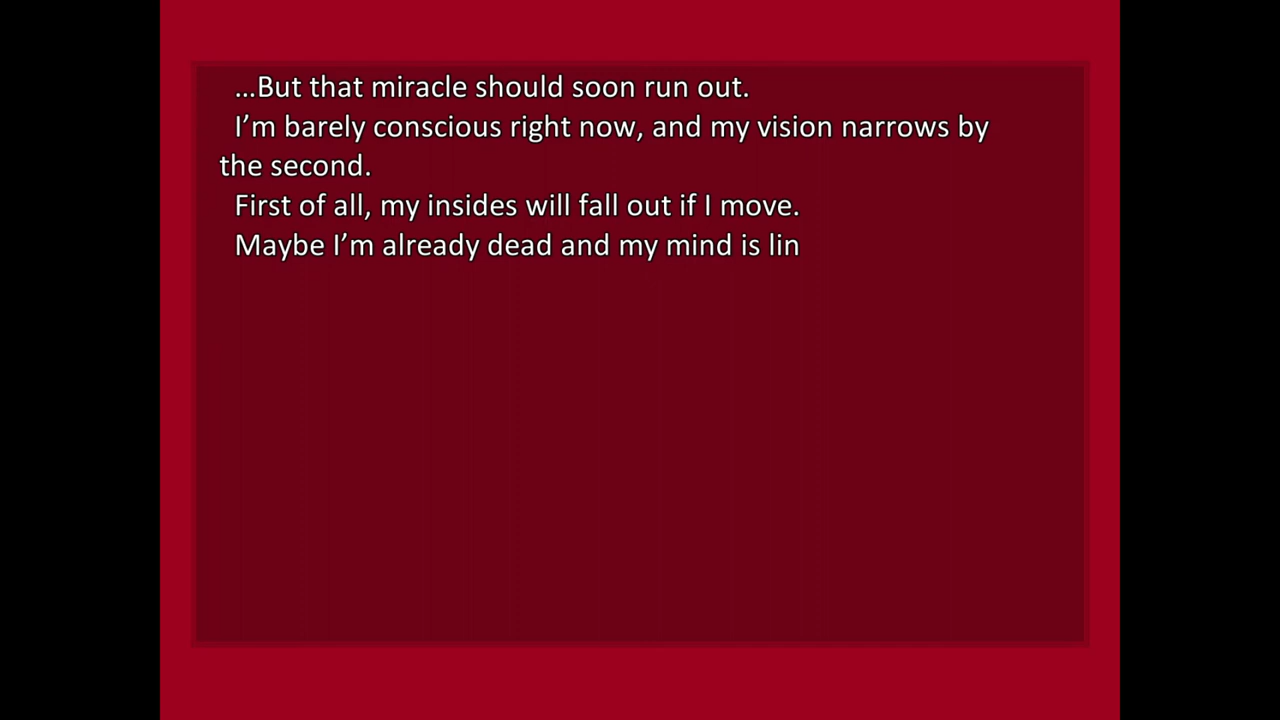 …But that miracle should soon run out.
I’m barely conscious right now, and my vision narrows by
the second.
First of all, my insides will fall out if I move.
Maybe I’m already dead and my mind is lin